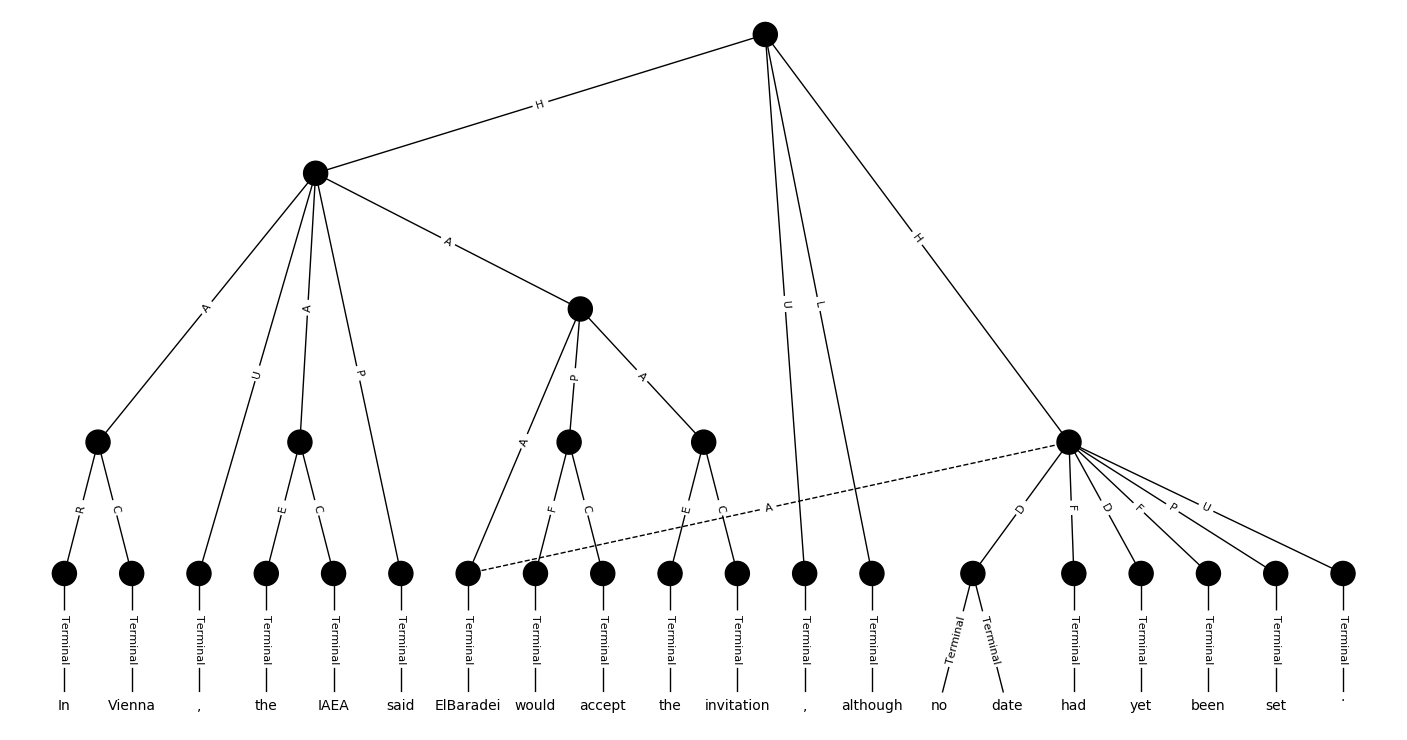 H
A H
A U A P U L
A P A
R C E C F C E C A D F D F P U
Terminal Terminal Terminal Terminal Terminal Terminal Terminal Terminal Terminal Terminal Terminal Terminal Terminal Terminal Terminal Terminal Terminal Terminal Terminal Terminal
In Vienna , the IAEA said ElBaradei would accept the invitation , although no date had yet been set .